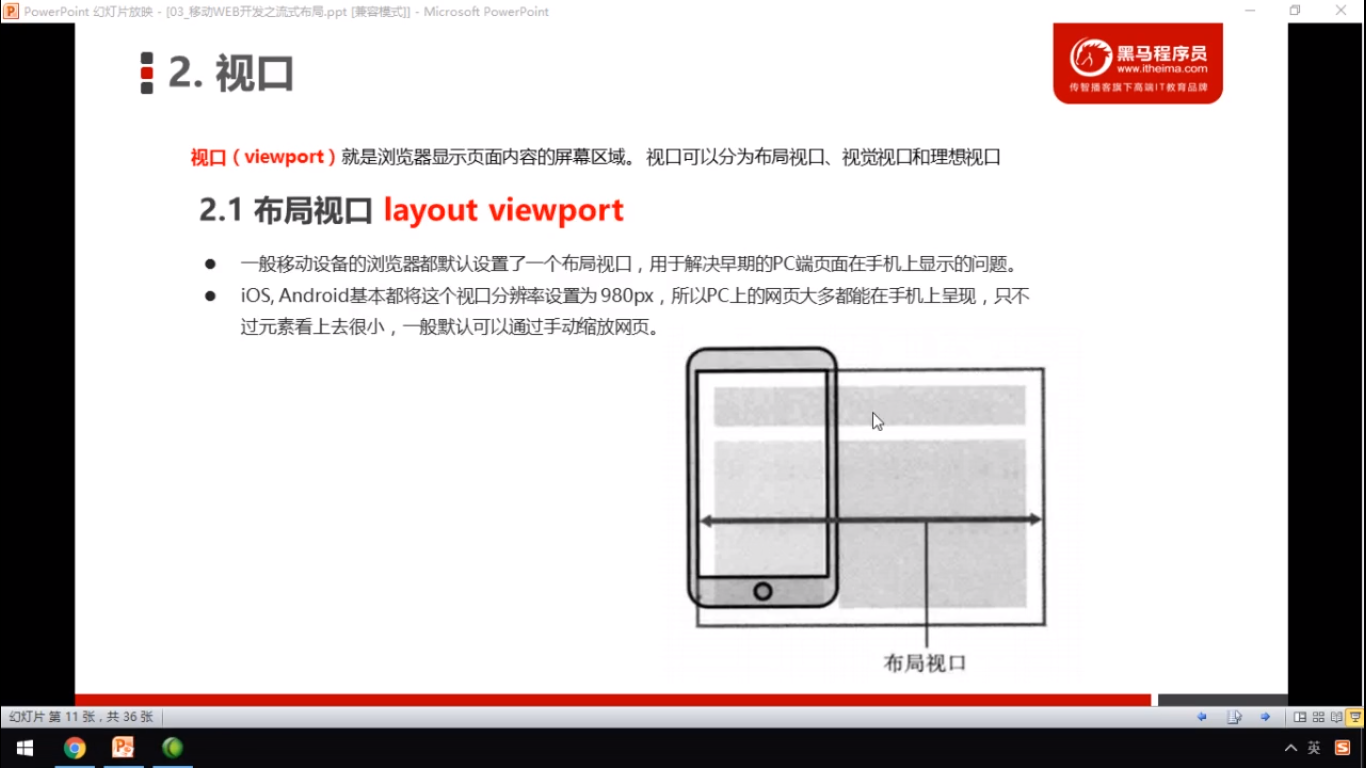 PowerPoint 幻灯片放映 - [03_移动WEB开发之流式布局.ppt [兼容模式]] - Microsoft PowerPoint
2. 视口
黑马程序员
www.itheima.com
传智播客旗下高端IT教育品牌
视口（viewport）就是浏览器显示页面内容的屏幕区域。 视口可以分为布局视口、视觉视口和理想视口
2.1 布局视口 layout viewport
● 一般移动设备的浏览器都默认设置了一个布局视口，用于解决早期的PC端页面在手机上显示的问题。
● iOS, Android基本都将这个视口分辨率设置为 980px，所以PC上的网页大多都能在手机上呈现，只不
过元素看上去很小，一般默认可以通过手动缩放网页。
布局视口
幻灯片 第 11 张，共 36 张
英